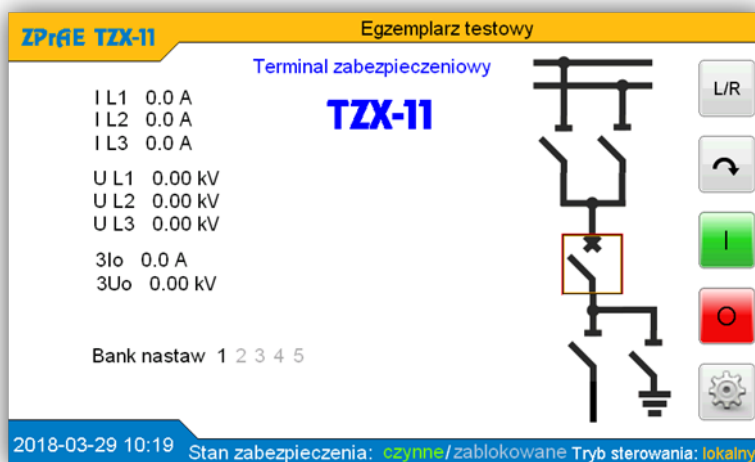 ZPrAE TZX-11
Egzemplarz testowy
Terminal zabezpieczeniowy
TZX-11
I L1 0.0 A
I L2 0.0 A
I L3 0.0 A
U L1 0.00 kV
U L2 0.00 kV
U L3 0.00 kV
3Io 0.0 A
3Uo 0.00 kV
Bank nastaw 1 2 3 4 5
L/R
I
O
2018-03-29 10:19
Stan zabezpieczenia: czynne/zablokowane Tryb sterowania: lokalny